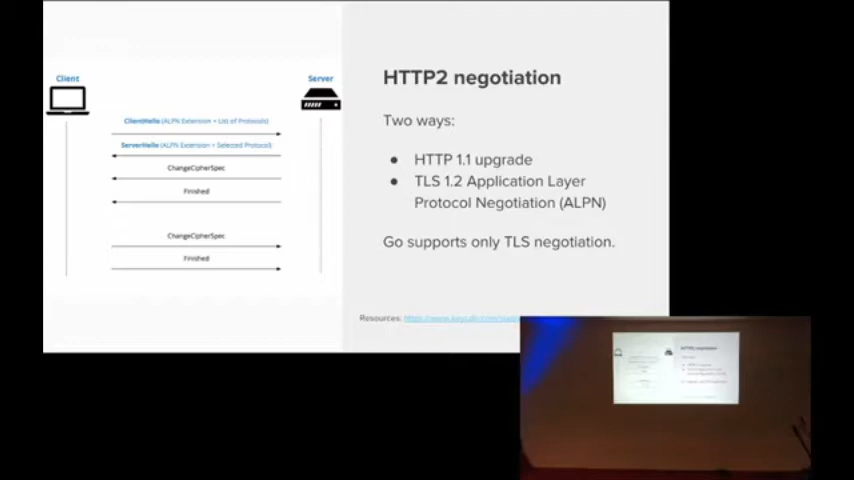 Client
Server
ClientHello (ALPN Extension + List of Protocols)
ServerHello (ALPN Extension + Selected Protocol)
ChangeCipherSpec
Finished
ChangeCipherSpec
Finished
HTTP2 negotiation
Two ways:
● HTTP 1.1 upgrade
● TLS 1.2 Application Layer
Protocol Negotiation (ALPN)
Go supports only TLS negotiation.
Resources:
HTTP2 negotiation